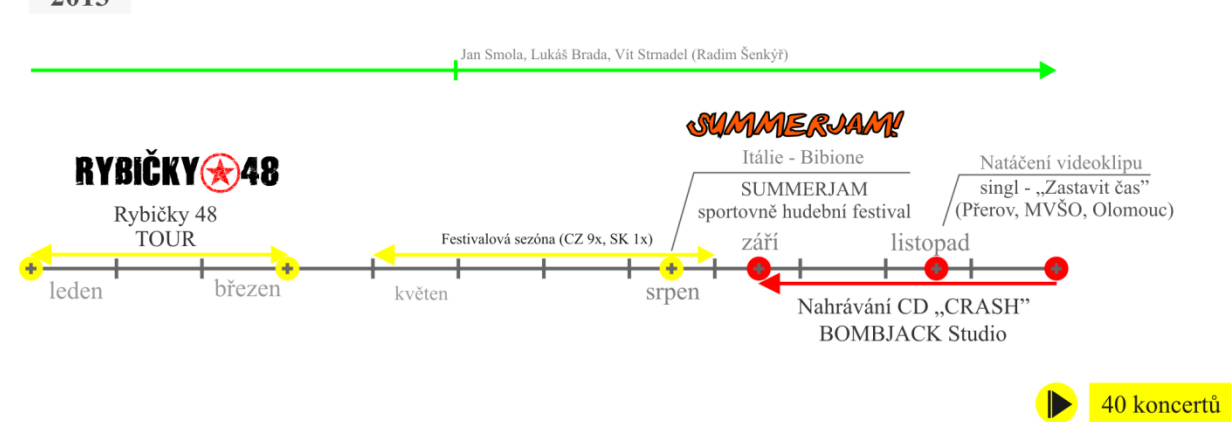 Jan Smola, Lukáš Brada, Vít Strnadel (Radim Šenkýř)
SUMMERJAM!
RYBIČKY 48
Itálie - Bibione
Natáčení videoklipu
SUMMERJAM
sportovně hudební festival
singl - „Zastavit čas”
(Přerov, MVŠO, Olomouc)
Rybičky 48
TOUR
Festivalová sezóna (CZ 9x, SK 1x)
září
listopad
leden
březen
květen
srpen
Nahrávání CD „CRASH”
BOMBJACK Studio
40 koncertů